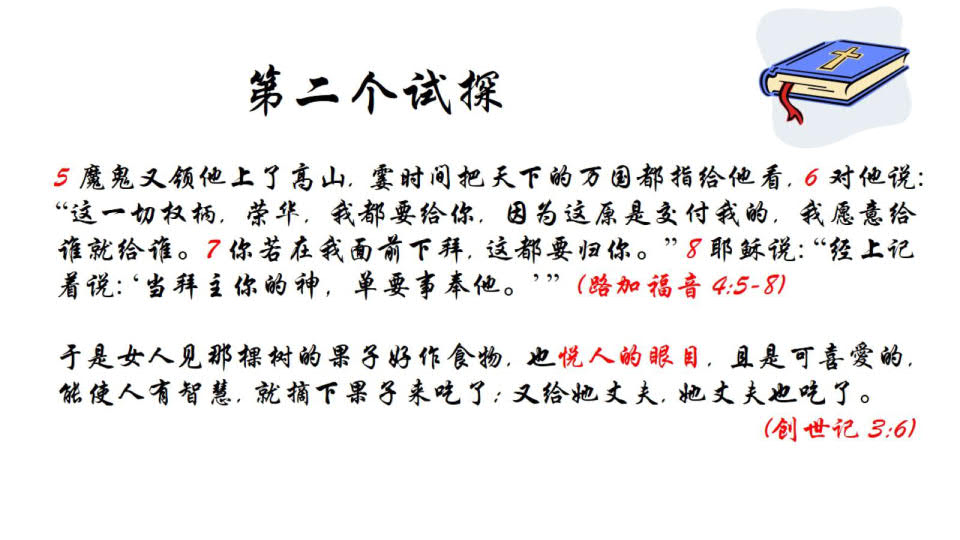 第二个试探
5 魔鬼又领他上了高山, 霎时间把天下的万国都指给他看, 6 对他说:
“这一切权柄, 荣华, 我都要给你, 因为这原是交付我的, 我愿意给
谁就给谁。7 你若在我面前下拜, 这都要归你。” 8 耶稣说: “经上记
着说: ‘当拜主你的神, 单要事奉他。’” (路加福音 4:5-8)
于是女人见那棵树的果子好作食物, 也悦人的眼目, 且是可喜爱的,
能使人有智慧, 就摘下果子来吃了; 又给她丈夫, 她丈夫也吃了。
(创世记 3:6)